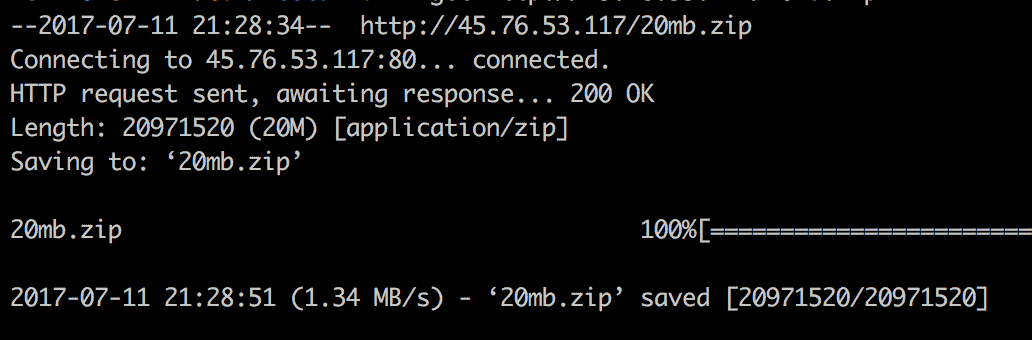 --2017-07-11 21:28:34--  http://45.76.53.117/20mb.zip
Connecting to 45.76.53.117:80... connected.
HTTP request sent, awaiting response... 200 OK
Length: 20971520 (20M) [application/zip]
Saving to: ‘20mb.zip’
20mb.zip 100%[=======================
2017-07-11 21:28:51 (1.34 MB/s) - ‘20mb.zip’ saved [20971520/20971520]